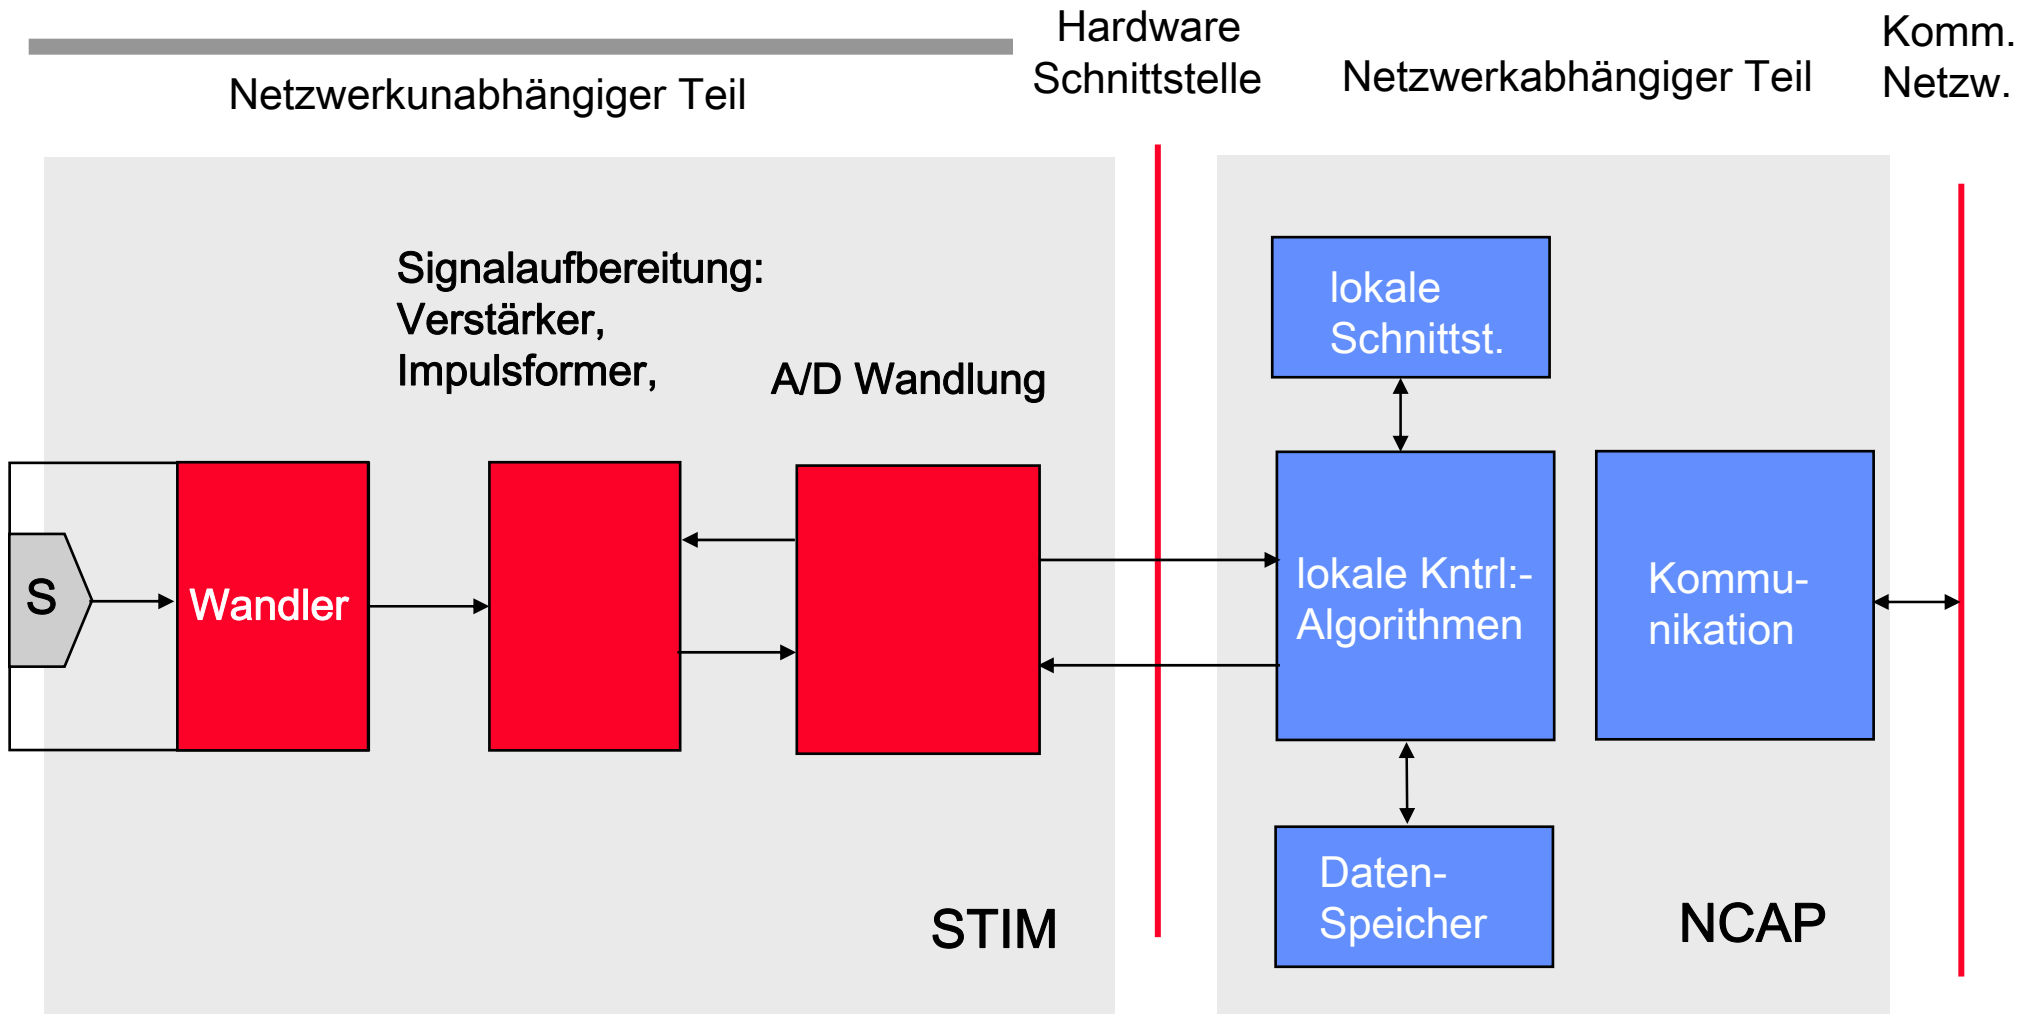 Hardware
Schnittstelle
Komm.
Netzw.
Netzwerkunabhängiger Teil
Netzwerkabhängiger Teil
Signalaufbereitung:
Verstärker,
Impulsformer,
A/D Wandlung
S
Wandler
STIM
lokale
Schnittst.
lokale Kntrl:-
Algorithmen
Kommu-
nikation
Daten-
Speicher
NCAP